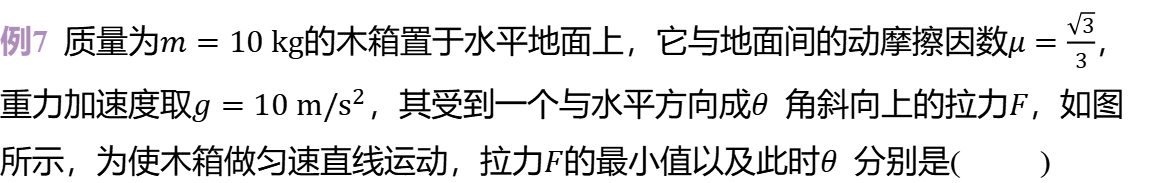 例7 质量为m = 10 kg的木箱置于水平地面上，它与地面间的动摩擦因数μ = √3/3，
重力加速度取g = 10 m/s²，其受到一个与水平方向成θ 角斜向上的拉力F，如图
所示，为使木箱做匀速直线运动，拉力F的最小值以及此时θ 分别是(　　)